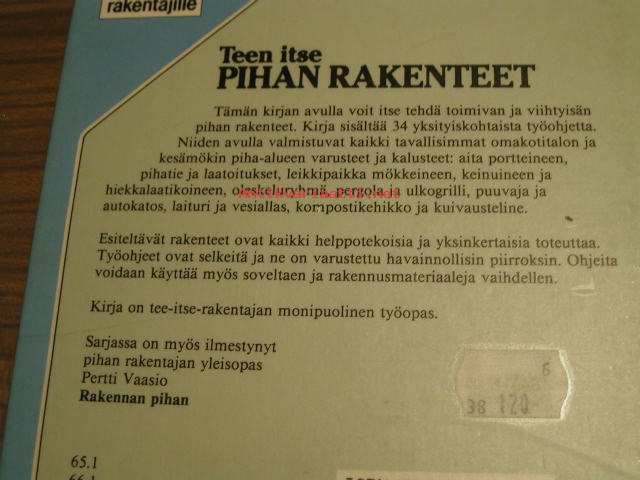 rakentajille
Teen itse
PIHAN RAKENTEET
Tämän kirjan avulla voit itse tehdä toimivan ja viihtyisän
pihan rakenteet. Kirja sisältää 34 yksityiskohtaista työohjetta.
Niiden avulla valmistuvat kaikki tavallisimmat omakotitalon ja
kesämökin piha-alueen varusteet ja kalusteet: aita portteineen,
pihatie ja laatoitukset, leikkipaikka mökkeineen, keinuineen ja
hiekkalaatikoineen, oleskeluryhmä, pergola ja ulkogrilli, puuvaja ja
autokatos, laituri ja vesiallas, kompostikehikko ja kuivausteline.
Esiteltävät rakenteet ovat kaikki helppotekoisia ja yksinkertaisia toteuttaa.
Työohjeet ovat selkeitä ja ne on varustettu havainnollisin piirroksin. Ohjeita
voidaan käyttää myös soveltaen ja rakennusmateriaaleja vaihdellen.
Kirja on tee-itse-rakentajan monipuolinen työopas.
Sarjassa on myös ilmestynyt
pihan rakentajan yleisopas
Pertti Vaasio
Rakennan pihan
6
38 120
65.1
66.1